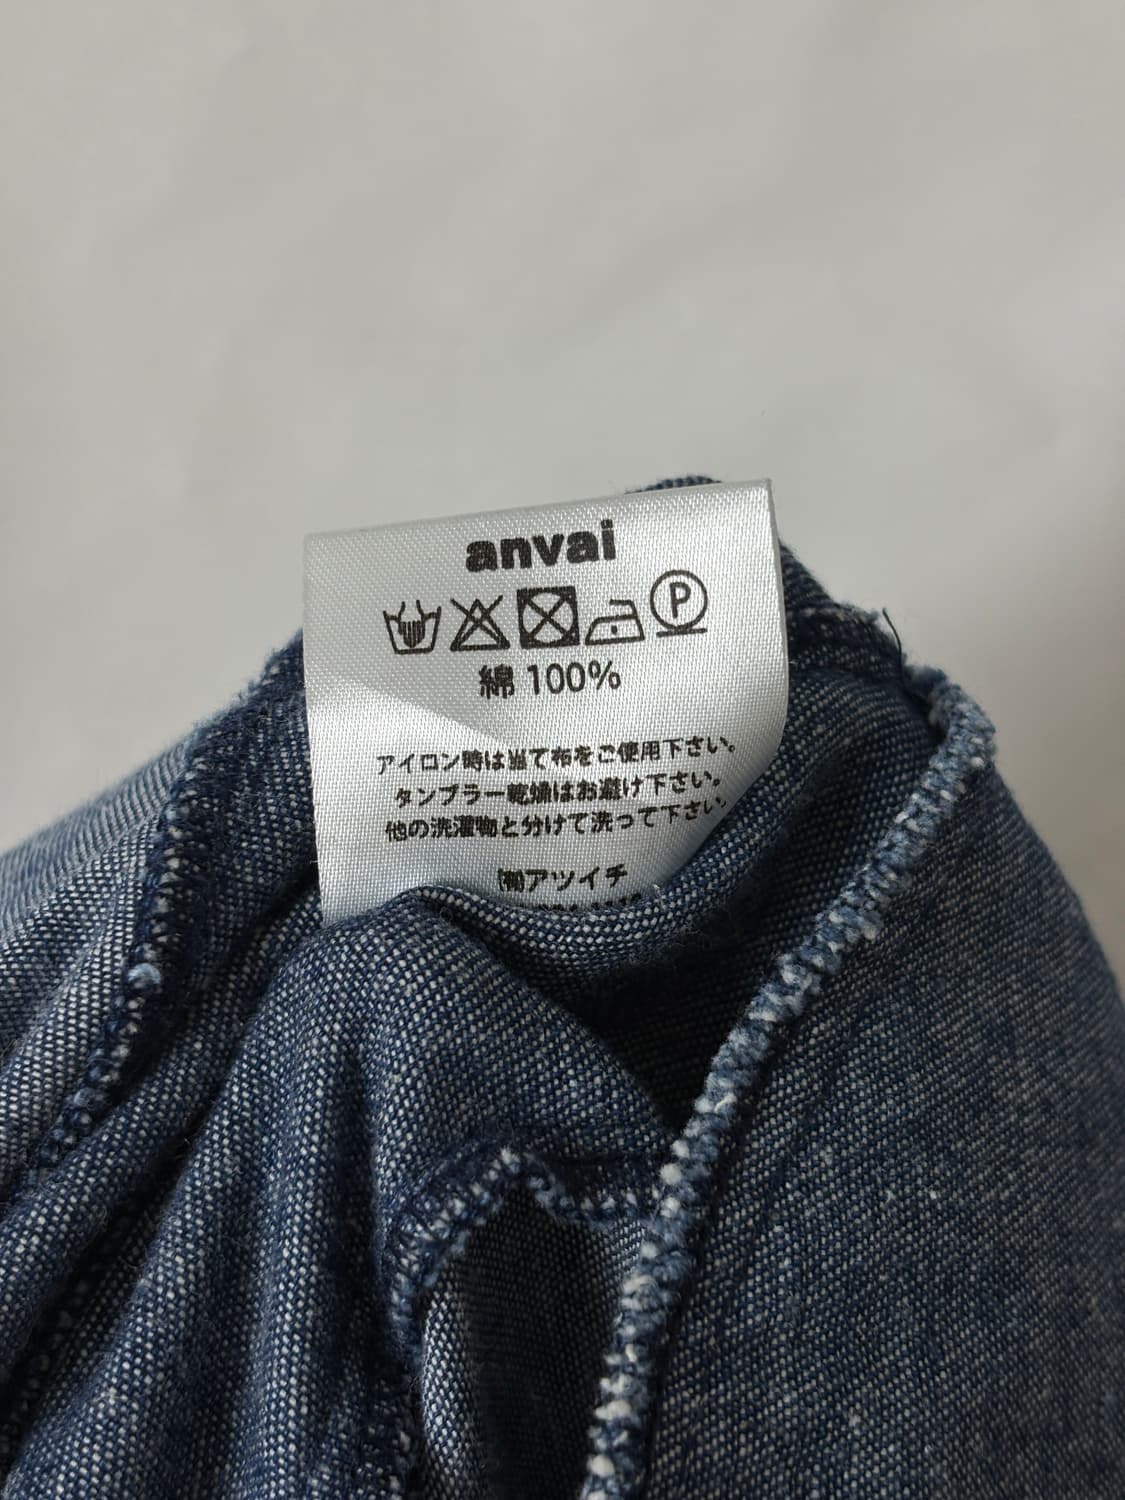 anvai
P
綿 100%
アイロン時は当て布をご使用下さい。
タンブラー乾燥はお避け下さい。
他の洗濯物と分けて洗って下さい。
㈲アツイチ